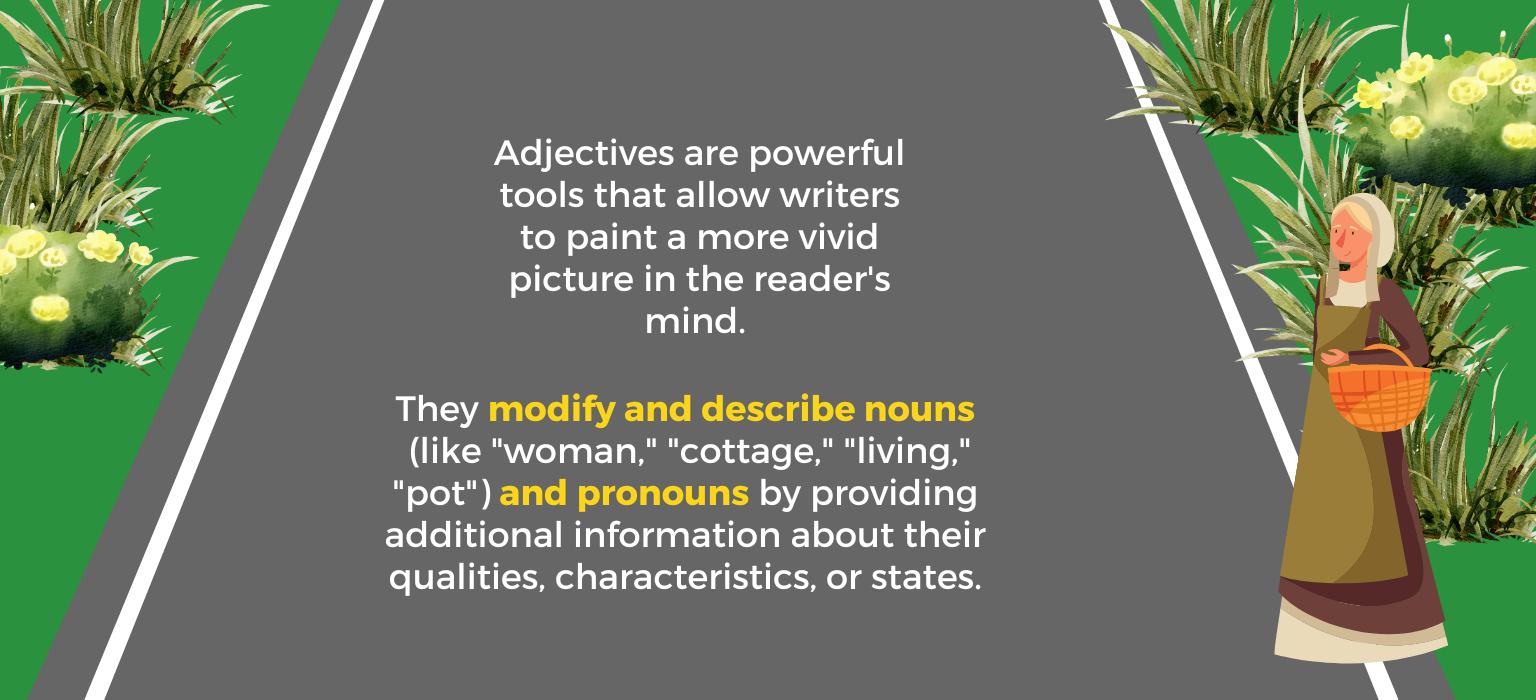 Adjectives are powerful
tools that allow writers
to paint a more vivid
picture in the reader's
mind.
They modify and describe nouns
(like "woman," "cottage," "living,"
"pot") and pronouns by providing
additional information about their
qualities, characteristics, or states.